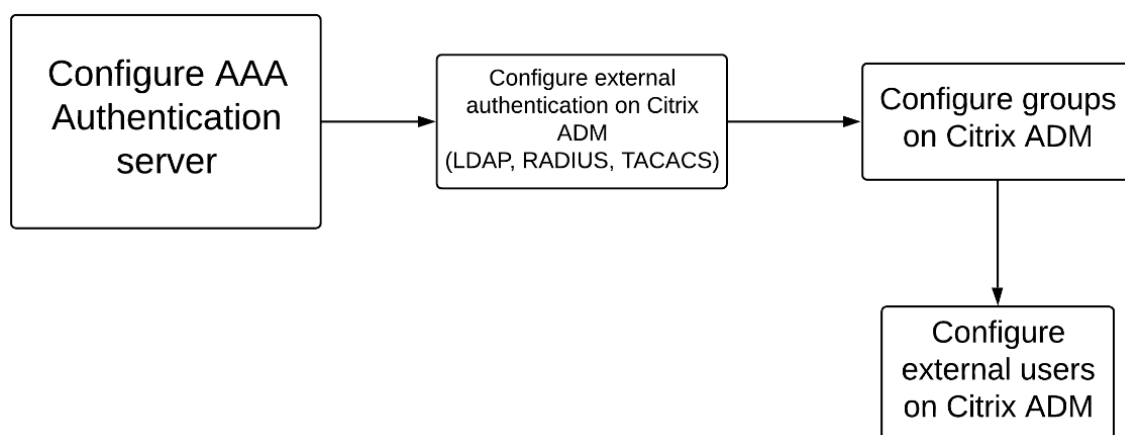 Configure AAA
Authentication
server
Configure external
authentication on Citrix
ADM
(LDAP, RADIUS, TACACS)
Configure groups
on Citrix ADM
Configure
external users
on Citrix ADM